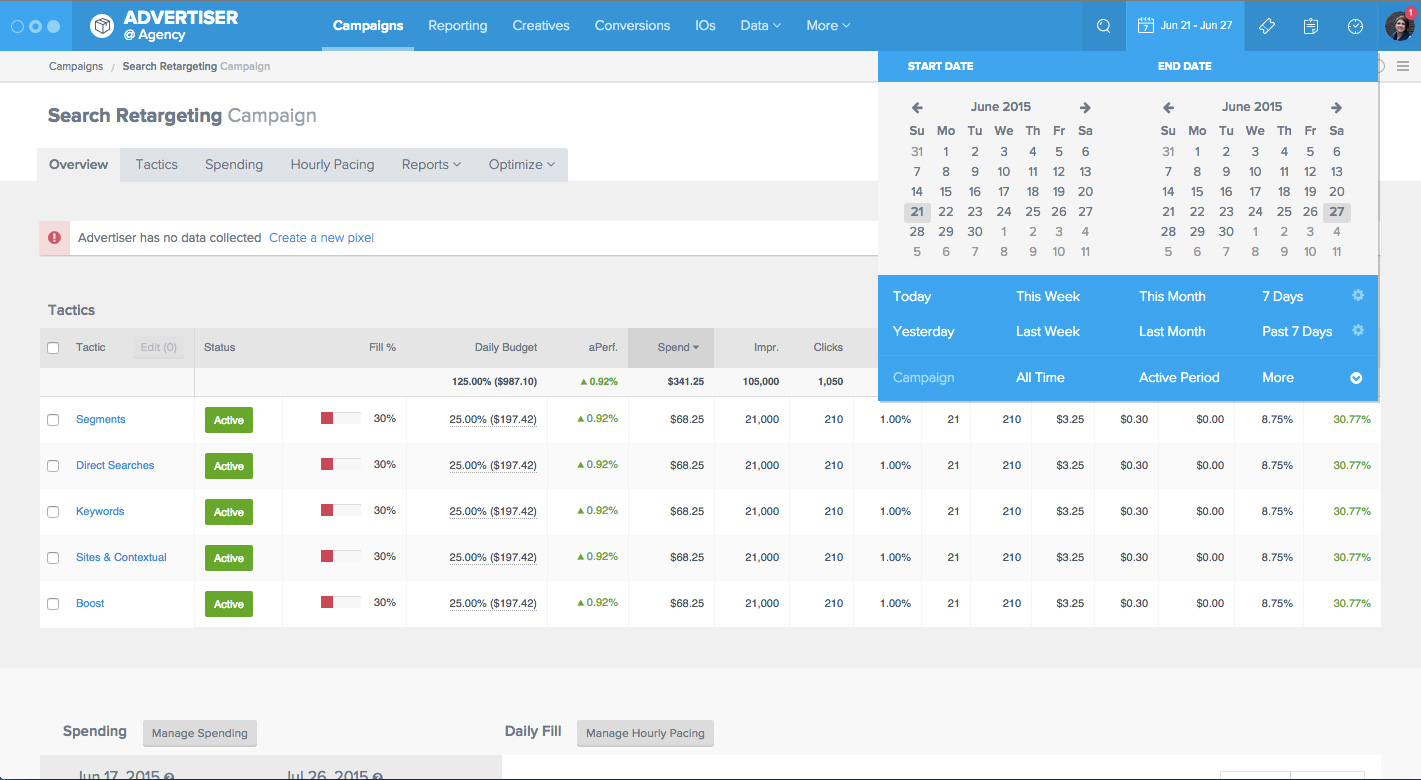 ADVERTISER
@ Agency
Campaigns Reporting Creatives Conversions IOs Data More
7 Jun 21 - Jun 27 1
Campaigns / Search Retargeting Campaign
START DATE END DATE
Search Retargeting Campaign
June 2015 June 2015
Su Mo Tu We Th Fr Sa Su Mo Tu We Th Fr Sa
31 1 2 3 4 5 6 31 1 2 3 4 5 6
7 8 9 10 11 12 13 7 8 9 10 11 12 13
14 15 16 17 18 19 20 14 15 16 17 18 19 20
21 22 23 24 25 26 27 21 22 23 24 25 26 27
28 29 30 1 2 3 4 28 29 30 1 2 3 4
5 6 7 8 9 10 11 5 6 7 8 9 10 11
Today This Week This Month 7 Days
Yesterday Last Week Last Month Past 7 Days
Campaign All Time Active Period More
Overview Tactics Spending Hourly Pacing Reports Optimize
Advertiser has no data collected Create a new pixel
Tactics
Tactic Edit (0) Status Fill % Daily Budget aPerf. Spend Impr. Clicks
125.00% ($987.10) ▲0.92% $341.25 105,000 1,050
Segments Active 30% 25.00% ($197.42) ▲0.92% $68.25 21,000 210 1.00% 21 210 $3.25 $0.30 $0.00 8.75% 30.77%
Direct Searches Active 30% 25.00% ($197.42) ▲0.92% $68.25 21,000 210 1.00% 21 210 $3.25 $0.30 $0.00 8.75% 30.77%
Keywords Active 30% 25.00% ($197.42) ▲0.92% $68.25 21,000 210 1.00% 21 210 $3.25 $0.30 $0.00 8.75% 30.77%
Sites & Contextual Active 30% 25.00% ($197.42) ▲0.92% $68.25 21,000 210 1.00% 21 210 $3.25 $0.30 $0.00 8.75% 30.77%
Boost Active 30% 25.00% ($197.42) ▲0.92% $68.25 21,000 210 1.00% 21 210 $3.25 $0.30 $0.00 8.75% 30.77%
Spending Manage Spending Daily Fill Manage Hourly Pacing
Jun 17, 2015 ? Jul 26, 2015 ?